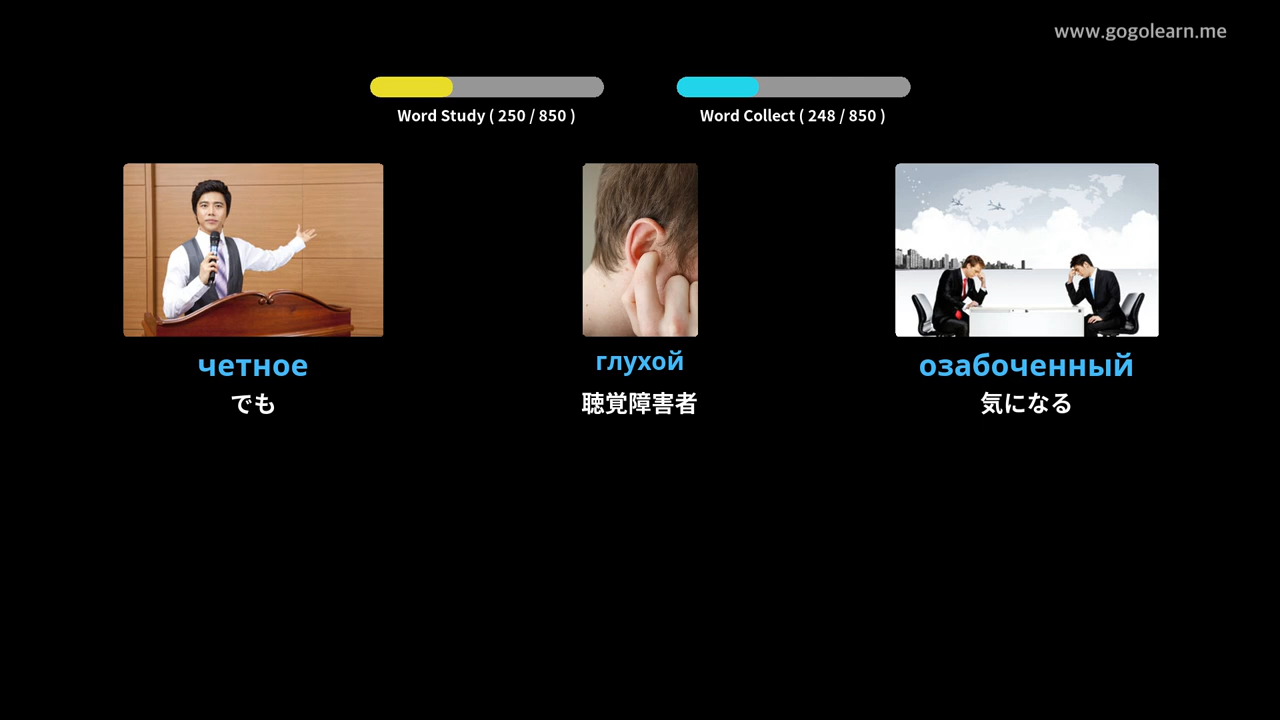 www.gogolearn.me
Word Study ( 250 / 850 )
Word Collect ( 248 / 850 )
четное
глухой
озабоченный
でも
聴覚障害者
気になる